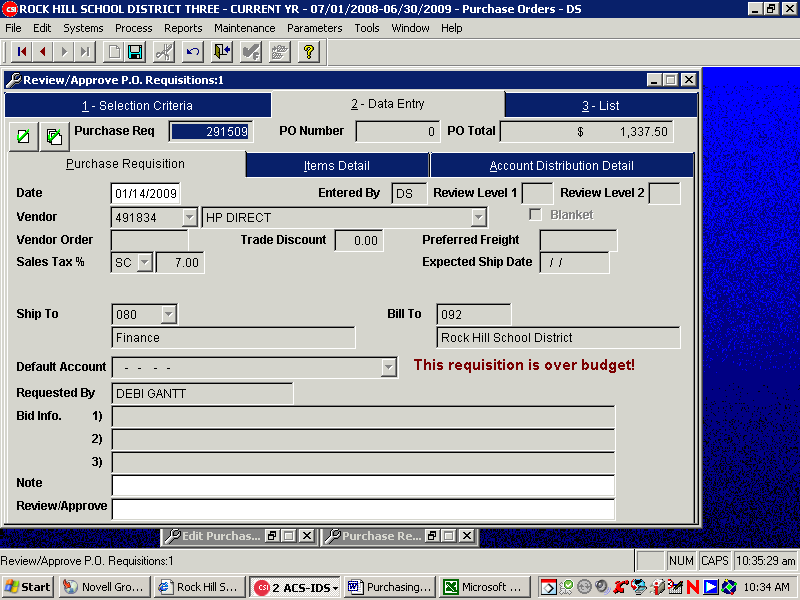 ROCK HILL SCHOOL DISTRICT THREE - CURRENT YR - 07/01/2008-06/30/2009 - Purchase Orders - DS
File Edit Systems Process Reports Maintenance Parameters Tools Window Help
Review/Approve P.O. Requisitions:1
1 - Selection Criteria 2 - Data Entry 3 - List
Purchase Req 291509 PO Number 0 PO Total $ 1,337.50
Purchase Requisition Items Detail Account Distribution Detail
Date 01/14/2009 Entered By DS Review Level 1 Review Level 2
Vendor 491834 HP DIRECT Blanket
Vendor Order Trade Discount 0.00 Preferred Freight
Sales Tax % SC 7.00 Expected Ship Date / /
Ship To 080 Bill To 092
Finance Rock Hill School District
Default Account - - - - This requisition is over budget!
Requested By DEBI GANTT
Bid Info. 1)
2)
3)
Note
Review/Approve
Edit Purchas... Purchase Re...
Review/Approve P.O. Requisitions:1 NUM CAPS 10:35:29 am
Start Novell Gro... Rock Hill S... 2 ACS-IDS Purchasing... Microsoft ... 10:34 AM